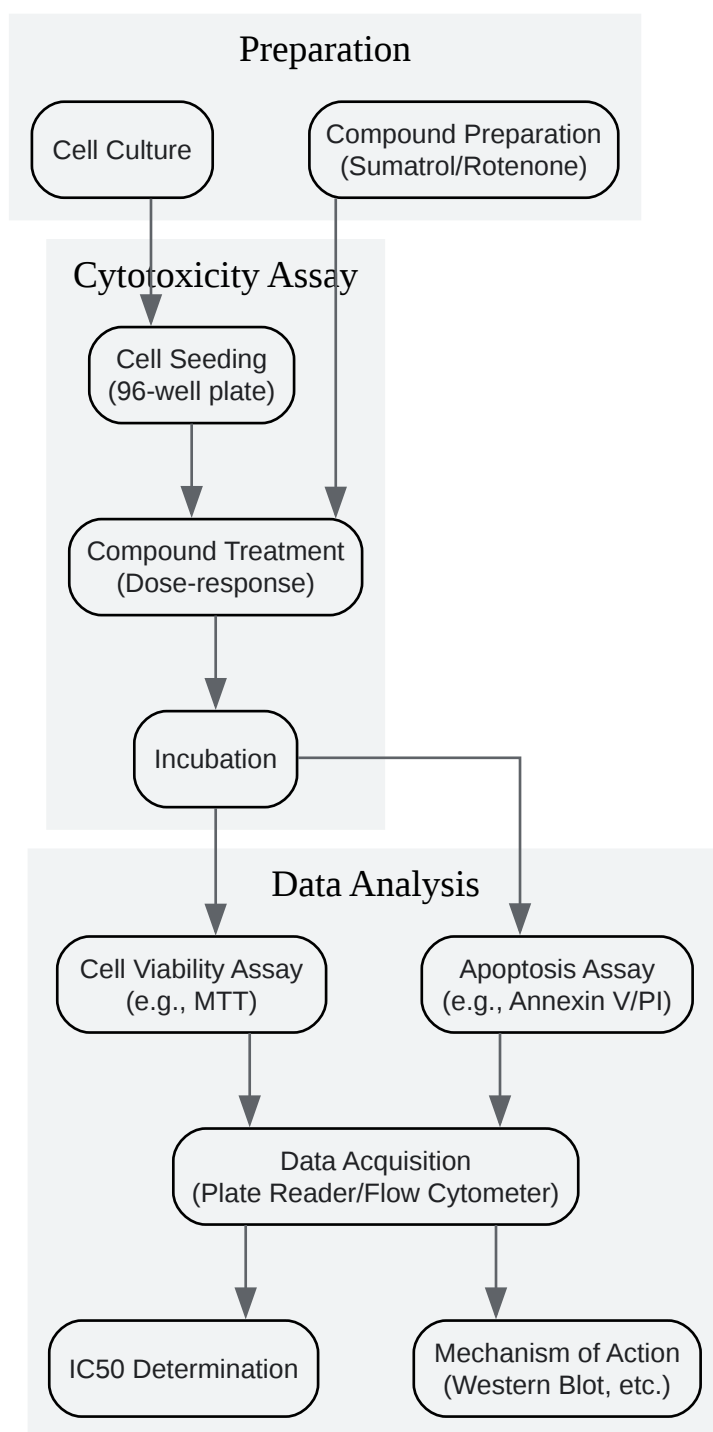 Preparation
Cell Culture
Compound Preparation
(Sumatrol/Rotenone)
Cytotoxicity Assay
Cell Seeding
(96-well plate)
Compound Treatment
(Dose-response)
Incubation
Data Analysis
Cell Viability Assay
(e.g., MTT)
Apoptosis Assay
(e.g., Annexin V/PI)
Data Acquisition
(Plate Reader/Flow Cytometer)
IC50 Determination
Mechanism of Action
(Western Blot, etc.)